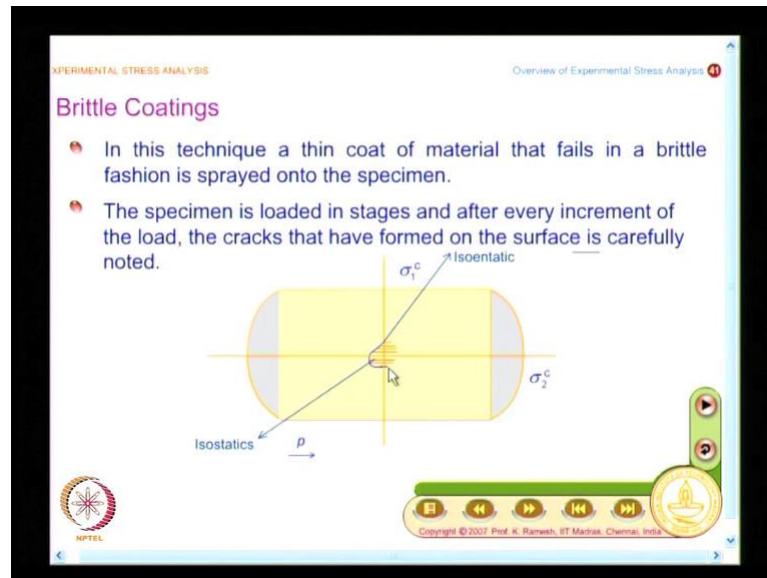 XPERIMENTAL STRESS ANALYSIS
Overview of Experimental Stress Analysis 41
Brittle Coatings
In this technique a thin coat of material that fails in a brittle
fashion is sprayed onto the specimen.
The specimen is loaded in stages and after every increment of
the load, the cracks that have formed on the surface is carefully
noted.
Isoentatic
σ₁ᶜ
σ₂ᶜ
Isostatics
p
NPTEL
Copyright © 2007 Prof. K. Ramesh, IIT Madras, Chennai, India